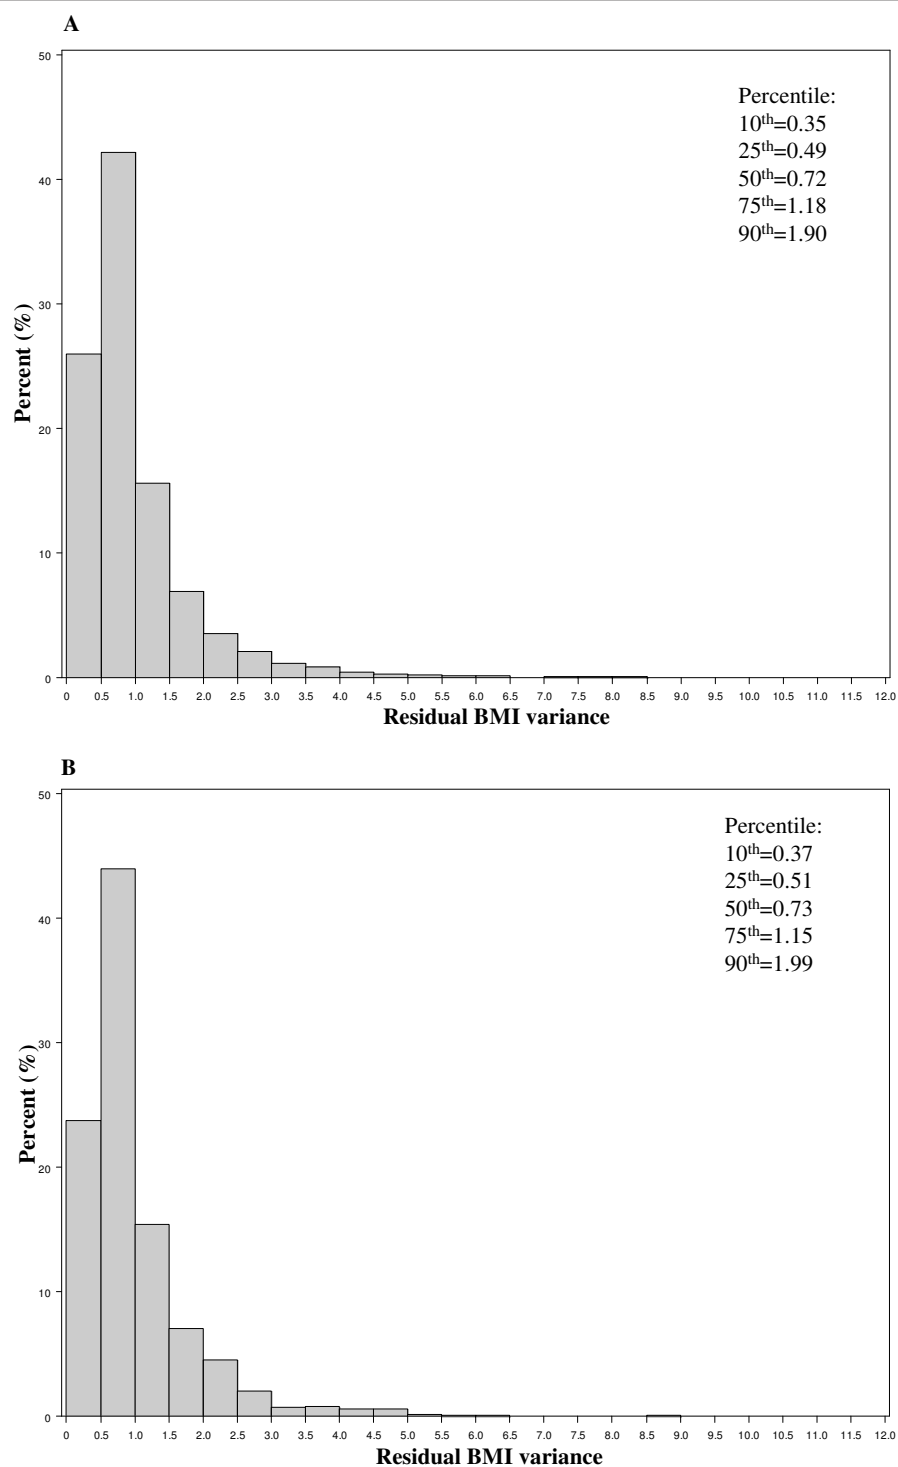 A
Percentile:
10th=0.35
25th=0.49
50th=0.72
75th=1.18
90th=1.90
Percent (%)
50
40
30
20
10
0
0 0.5 1.0 1.5 2.0 2.5 3.0 3.5 4.0 4.5 5.0 5.5 6.0 6.5 7.0 7.5 8.0 8.5 9.0 9.5 10.0 10.5 11.0 11.5 12.0
Residual BMI variance
B
Percentile:
10th=0.37
25th=0.51
50th=0.73
75th=1.15
90th=1.99
Percent (%)
50
40
30
20
10
0
0 0.5 1.0 1.5 2.0 2.5 3.0 3.5 4.0 4.5 5.0 5.5 6.0 6.5 7.0 7.5 8.0 8.5 9.0 9.5 10.0 10.5 11.0 11.5 12.0
Residual BMI variance